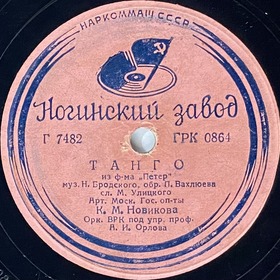 НАРКОММАШ СССР
Ногинский завод
Г 7482 ГРК 0864
ТАНГО
из ф-ма „Петер"
муз. Н. Бродского, обр. П. Вахлюева
сл. М. Улицкого
Арт. Моск. Гос. оп-ты
К. М. Новикова
Орк. ВРК под упр. проф.
А. И. Орлова